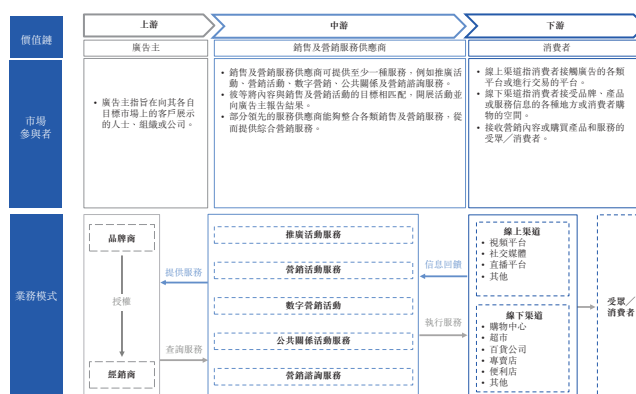 價值鏈
上游
中游
下游
廣告主
銷售及營銷服務供應商
消費者
市場
參與者
• 廣告主指旨在向其各自
目標市場上的客戶展示
的人士、組織或公司。
• 銷售及營銷服務供應商可提供至少一種服務，例如推廣活
動、營銷活動、數字營銷、公共關係及營銷諮詢服務。
• 彼等將內容與銷售及營銷活動的目標相匹配，開展活動並
向廣告主報告結果。
• 部分領先的服務供應商能夠整合各類銷售及營銷服務，從
而提供綜合營銷服務。
• 線上渠道指消費者接觸廣告的各類
平台或進行交易的平台。
• 線下渠道指消費者接受品牌、產品
或服務信息的各種地方或消費者購
物的空間。
• 接收營銷內容或購買產品和服務的
受眾／消費者。
業務模式
品牌商
授權
經銷商
提供服務
查詢服務
推廣活動服務
營銷活動服務
數字營銷活動
公共關係活動服務
營銷諮詢服務
信息回饋
執行服務
線上渠道
• 視頻平台
• 社交媒體
• 直播平台
• 其他
線下渠道
• 購物中心
• 超市
• 百貨公司
• 專賣店
• 便利店
• 其他
受眾／
消費者